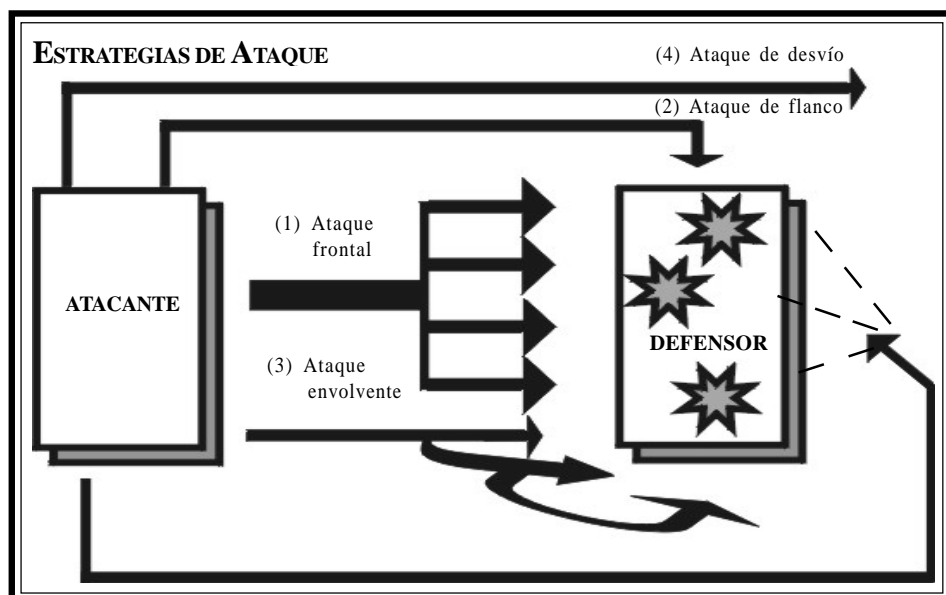 ESTRATEGIAS DE ATAQUE
(4) Ataque de desvío
(2) Ataque de flanco
(1) Ataque
frontal
ATACANTE
DEFENSOR
(3) Ataque
envolvente